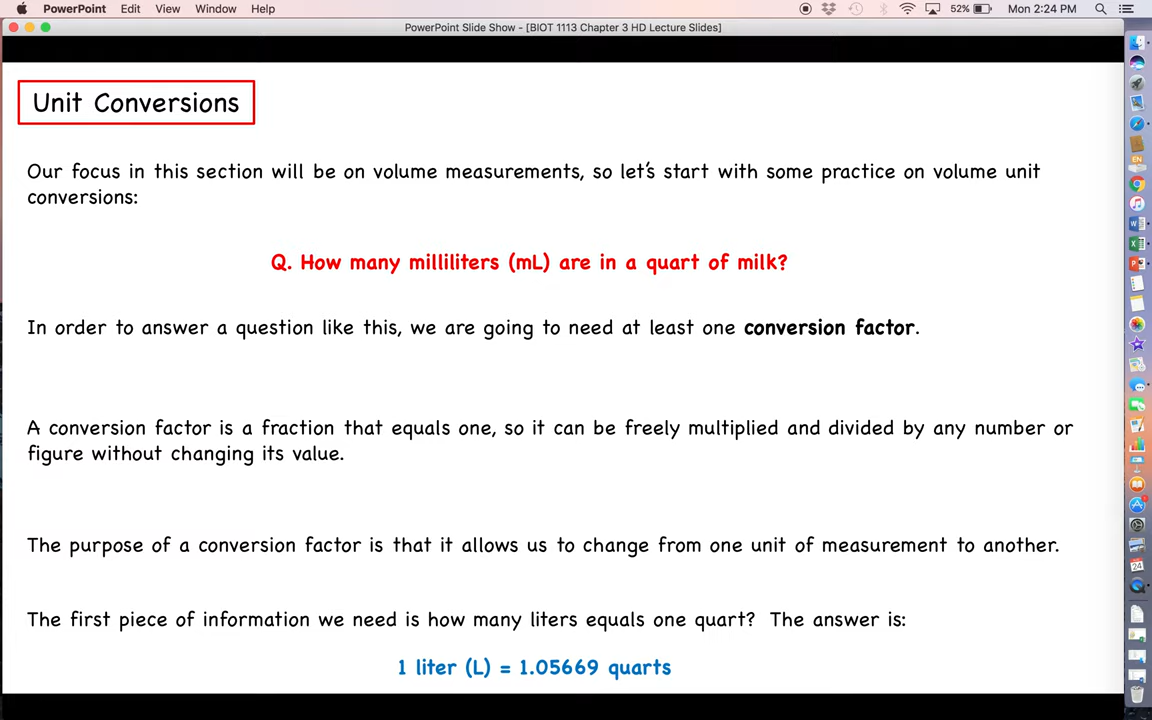 PowerPoint Edit View Window Help 52% Mon 2:24 PM
PowerPoint Slide Show - [BIOT 1113 Chapter 3 HD Lecture Slides]
Unit Conversions
Our focus in this section will be on volume measurements, so let's start with some practice on volume unit
conversions:
Q. How many milliliters (mL) are in a quart of milk?
In order to answer a question like this, we are going to need at least one conversion factor.
A conversion factor is a fraction that equals one, so it can be freely multiplied and divided by any number or
figure without changing its value.
The purpose of a conversion factor is that it allows us to change from one unit of measurement to another.
The first piece of information we need is how many liters equals one quart? The answer is:
1 liter (L) = 1.05669 quarts